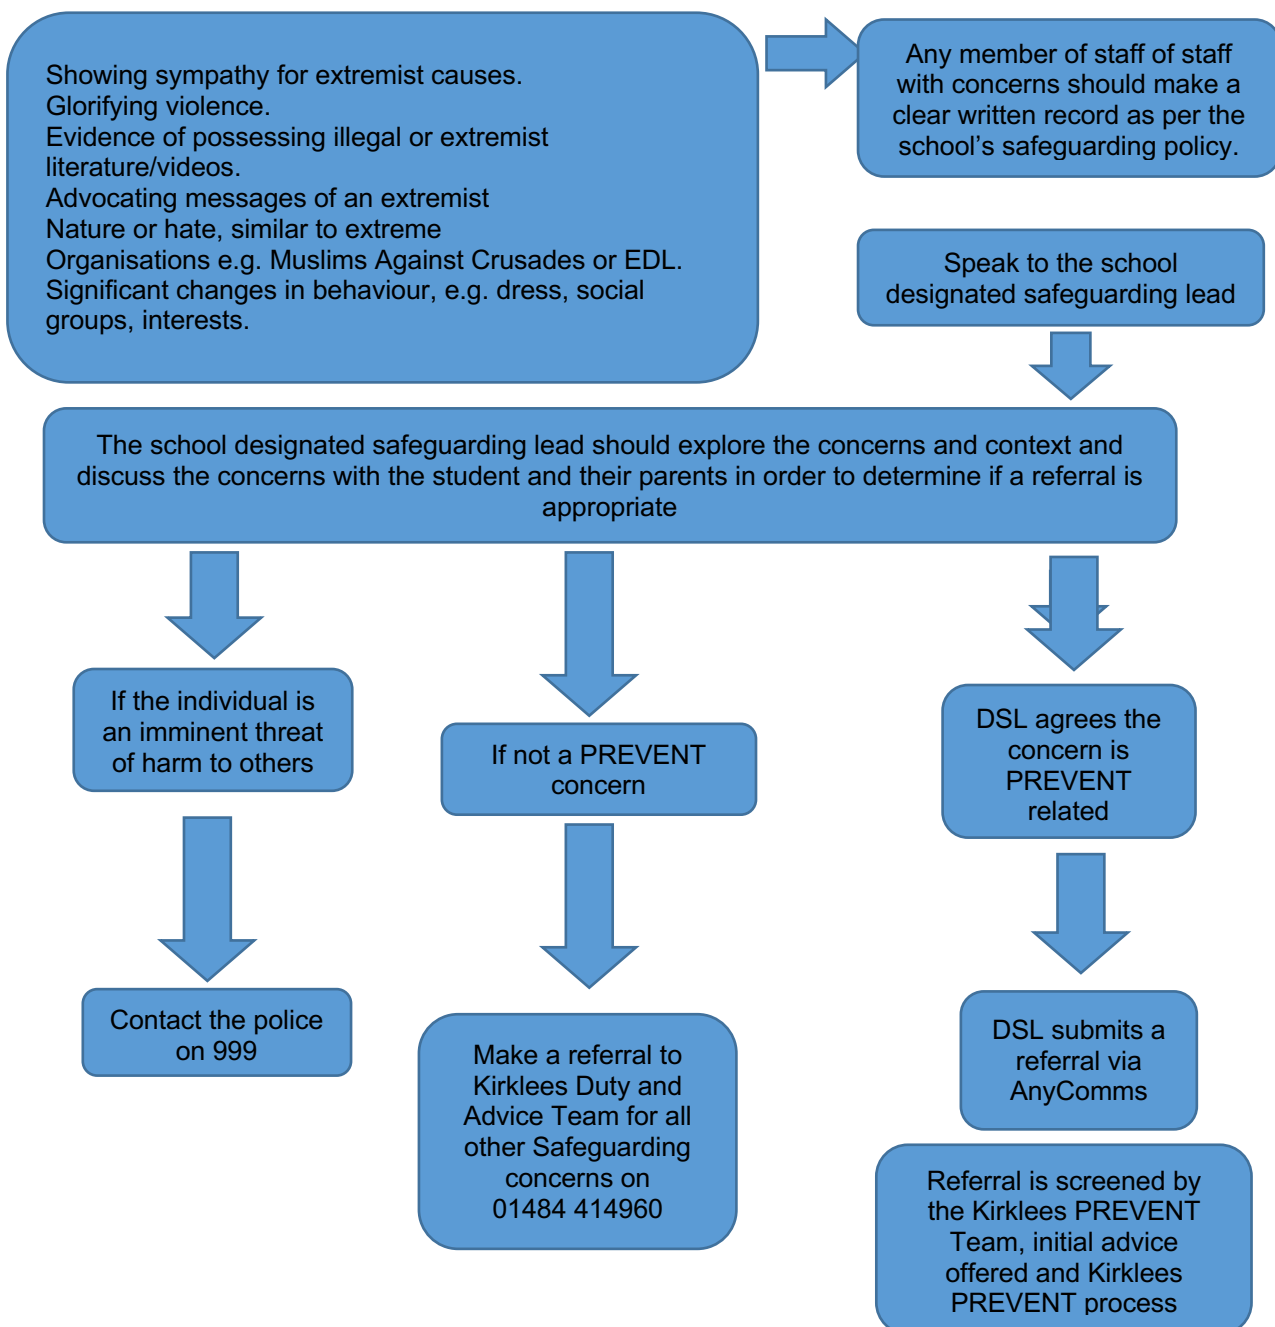 Showing sympathy for extremist causes.
Glorifying violence.
Evidence of possessing illegal or extremist
literature/videos.
Advocating messages of an extremist
Nature or hate, similar to extreme
Organisations e.g. Muslims Against Crusades or EDL.
Significant changes in behaviour, e.g. dress, social
groups, interests.
Any member of staff of staff
with concerns should make a
clear written record as per the
school’s safeguarding policy.
Speak to the school
designated safeguarding lead
The school designated safeguarding lead should explore the concerns and context and
discuss the concerns with the student and their parents in order to determine if a referral is
appropriate
If the individual is
an imminent threat
of harm to others
Contact the police
on 999
If not a PREVENT
concern
Make a referral to
Kirklees Duty and
Advice Team for all
other Safeguarding
concerns on
01484 414960
DSL agrees the
concern is
PREVENT
related
DSL submits a
referral via
AnyComms
Referral is screened by
the Kirklees PREVENT
Team, initial advice
offered and Kirklees
PREVENT process